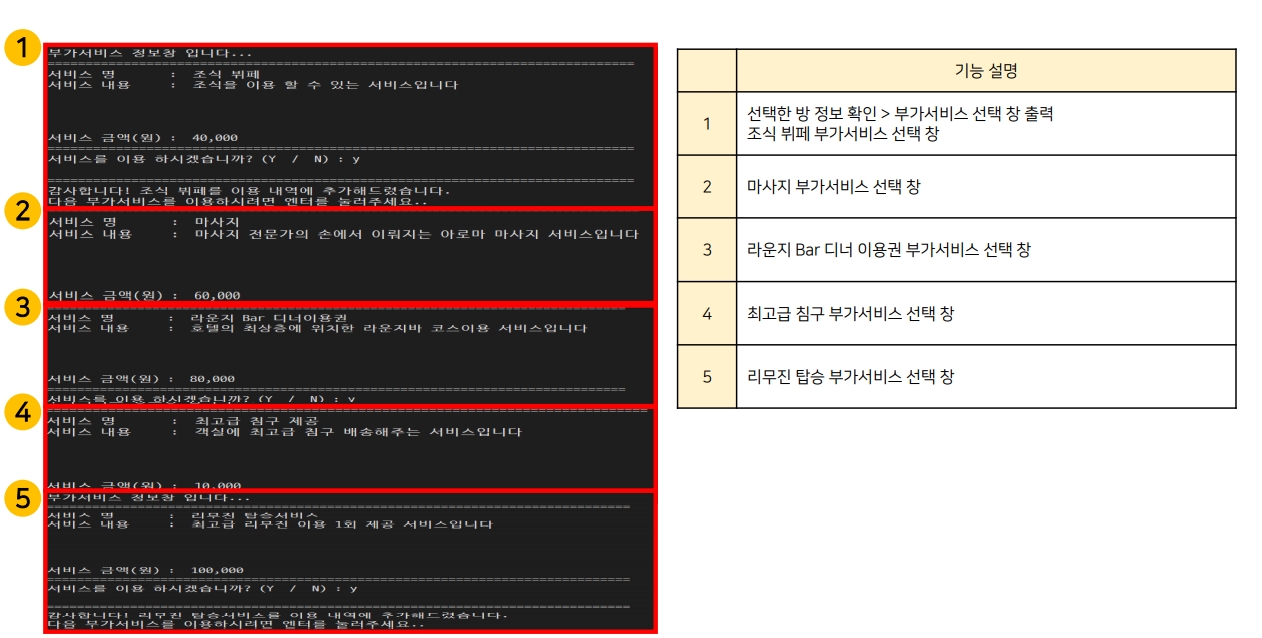 1
부가서비스 정보창 입니다...
서비스 명 : 조식 뷔페
서비스 내용 : 조식을 이용 할 수 있는 서비스입니다
서비스 금액(원) : 40,000
서비스를 이용 하시겠습니까? (Y / N) : y
감사합니다! 조식 뷔페를 이용 내역에 추가해드렸습니다.
다음 부가서비스를 이용하시려면 엔터를 눌러주세요..
2
서비스 명 : 마사지
서비스 내용 : 마사지 전문가의 손에서 이뤄지는 아로마 마사지 서비스입니다
서비스 금액(원) : 60,000
3
서비스 명 : 라운지 Bar 디너이용권
서비스 내용 : 호텔의 최상층에 위치한 라운지바 코스이용 서비스입니다
서비스 금액(원) : 80,000
서비스를 이용 하시겠습니까? (Y / N) : y
4
서비스 명 : 최고급 침구 제공
서비스 내용 : 객실에 최고급 침구 배송해주는 서비스입니다
서비스 금액(원) : 10,000
5
부가서비스 정보창 입니다...
서비스 명 : 리무진 탑승서비스
서비스 내용 : 최고급 리무진 이용 1회 제공 서비스입니다
서비스 금액(원) : 100,000
서비스를 이용 하시겠습니까? (Y / N) : y
감사합니다! 리무진 탑승서비스를 이용 내역에 추가해드렸습니다.
다음 부가서비스를 이용하시려면 엔터를 눌러주세요..
기능 설명
1
선택한 방 정보 확인 > 부가서비스 선택 창 출력
조식 뷔페 부가서비스 선택 창
2 마사지 부가서비스 선택 창
3 라운지 Bar 디너 이용권 부가서비스 선택 창
4 최고급 침구 부가서비스 선택 창
5 리무진 탑승 부가서비스 선택 창